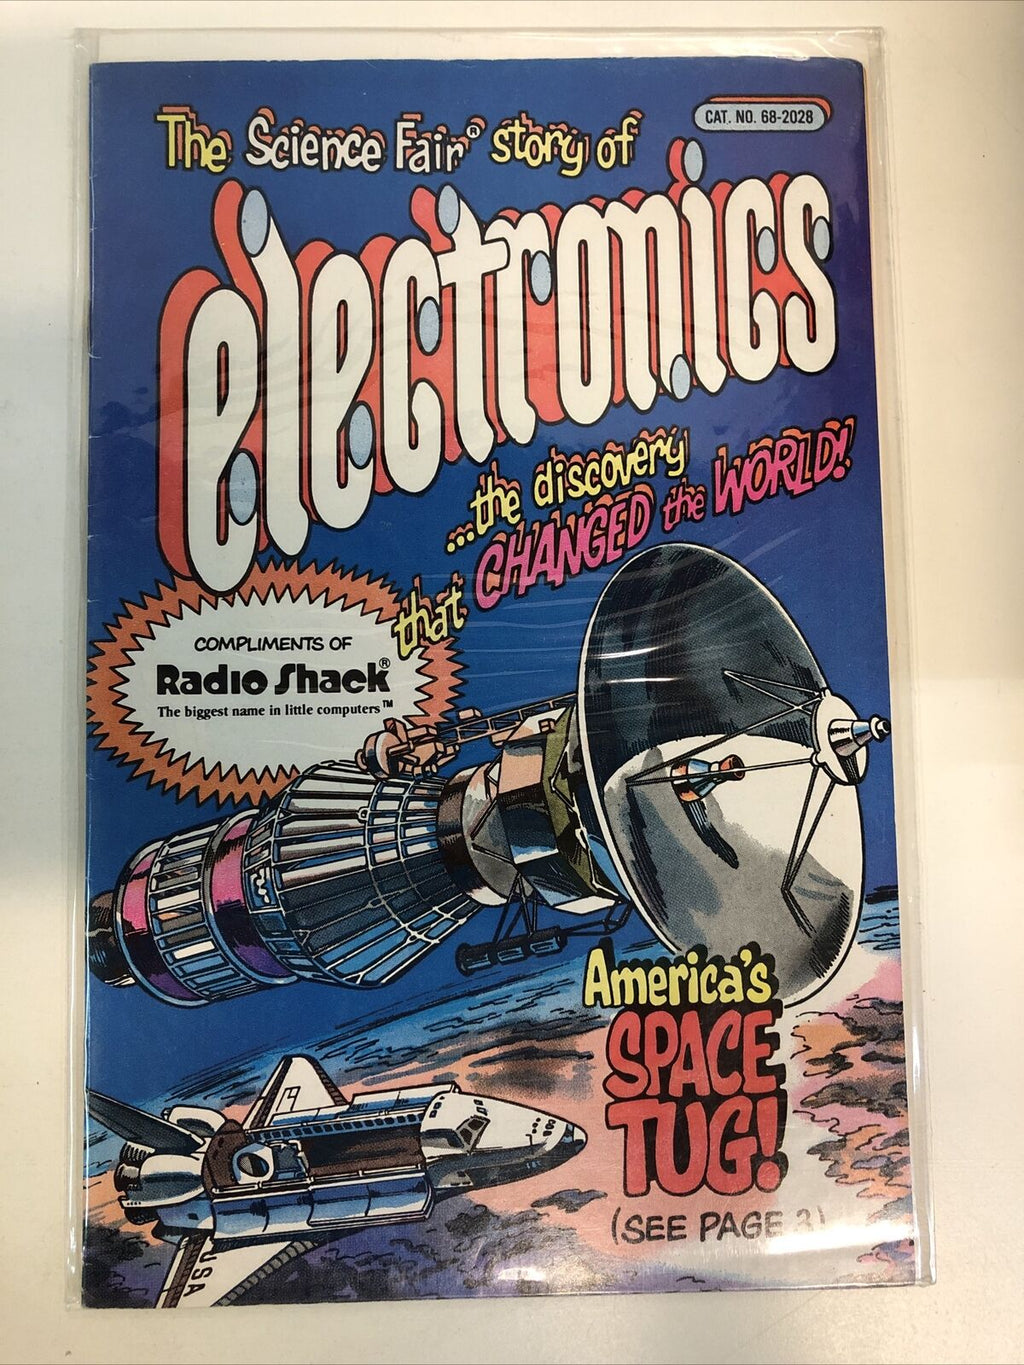 The Science Fair® story of
CAT. NO. 68-2028
electronics
...the discovery
that CHANGED the WORLD!
COMPLIMENTS OF
Radio Shack®
The biggest name in little computers™
America's
SPACE
TUG!
(SEE PAGE 3)
USA